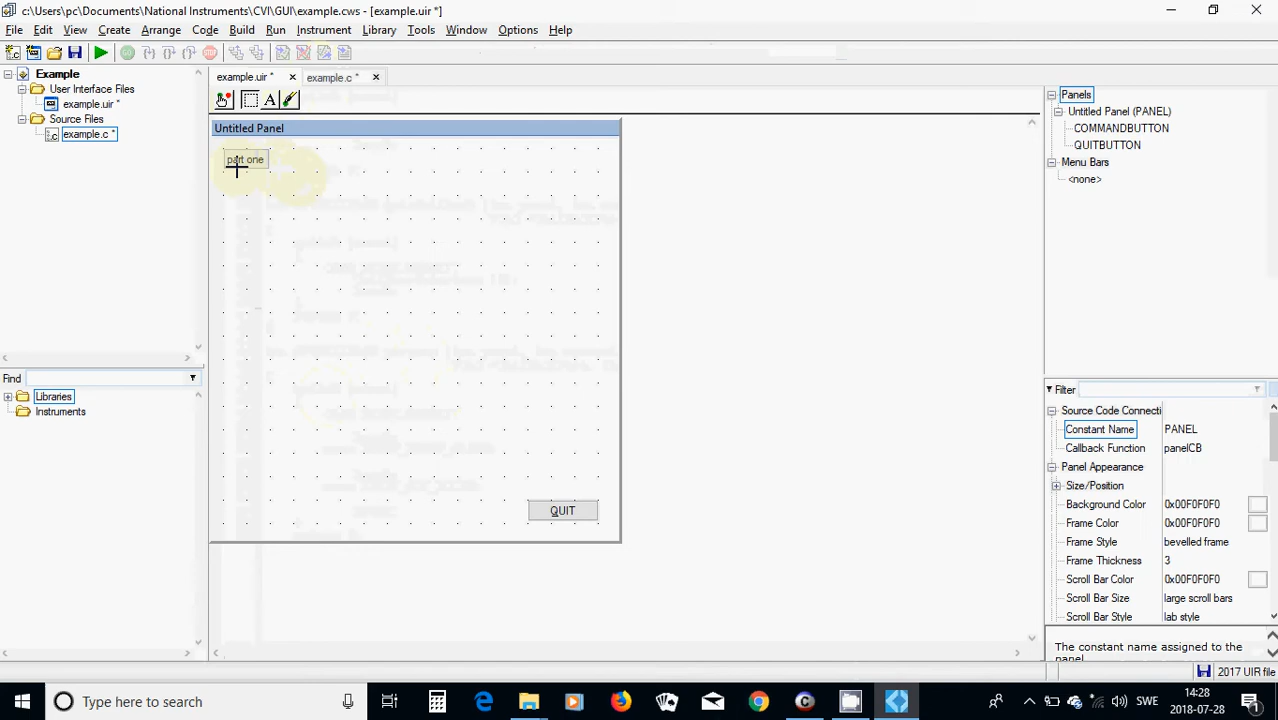 c:\Users\pc\Documents\National Instruments\CVI\GUI\example.cws - [example.uir *]
File Edit View Create Arrange Code Build Run Instrument Library Tools Window Options Help
Example
User Interface Files
example.uir *
Source Files
example.c *
example.uir *
example.c *
A
Untitled Panel
part one
QUIT
Panels
Untitled Panel (PANEL)
COMMANDBUTTON
QUITBUTTON
Menu Bars
<none>
Find
Libraries
Instruments
Filter
Source Code Connecti
Constant Name PANEL
Callback Function panelCB
Panel Appearance
Size/Position
Background Color 0x00F0F0F0
Frame Color 0x00F0F0F0
Frame Style bevelled frame
Frame Thickness 3
Scroll Bar Color 0x00F0F0F0
Scroll Bar Size large scroll bars
Scroll Bar Style lab style
The constant name assigned to the
panel
2017 UIR file
Type here to search
SWE
14:28
2018-07-28